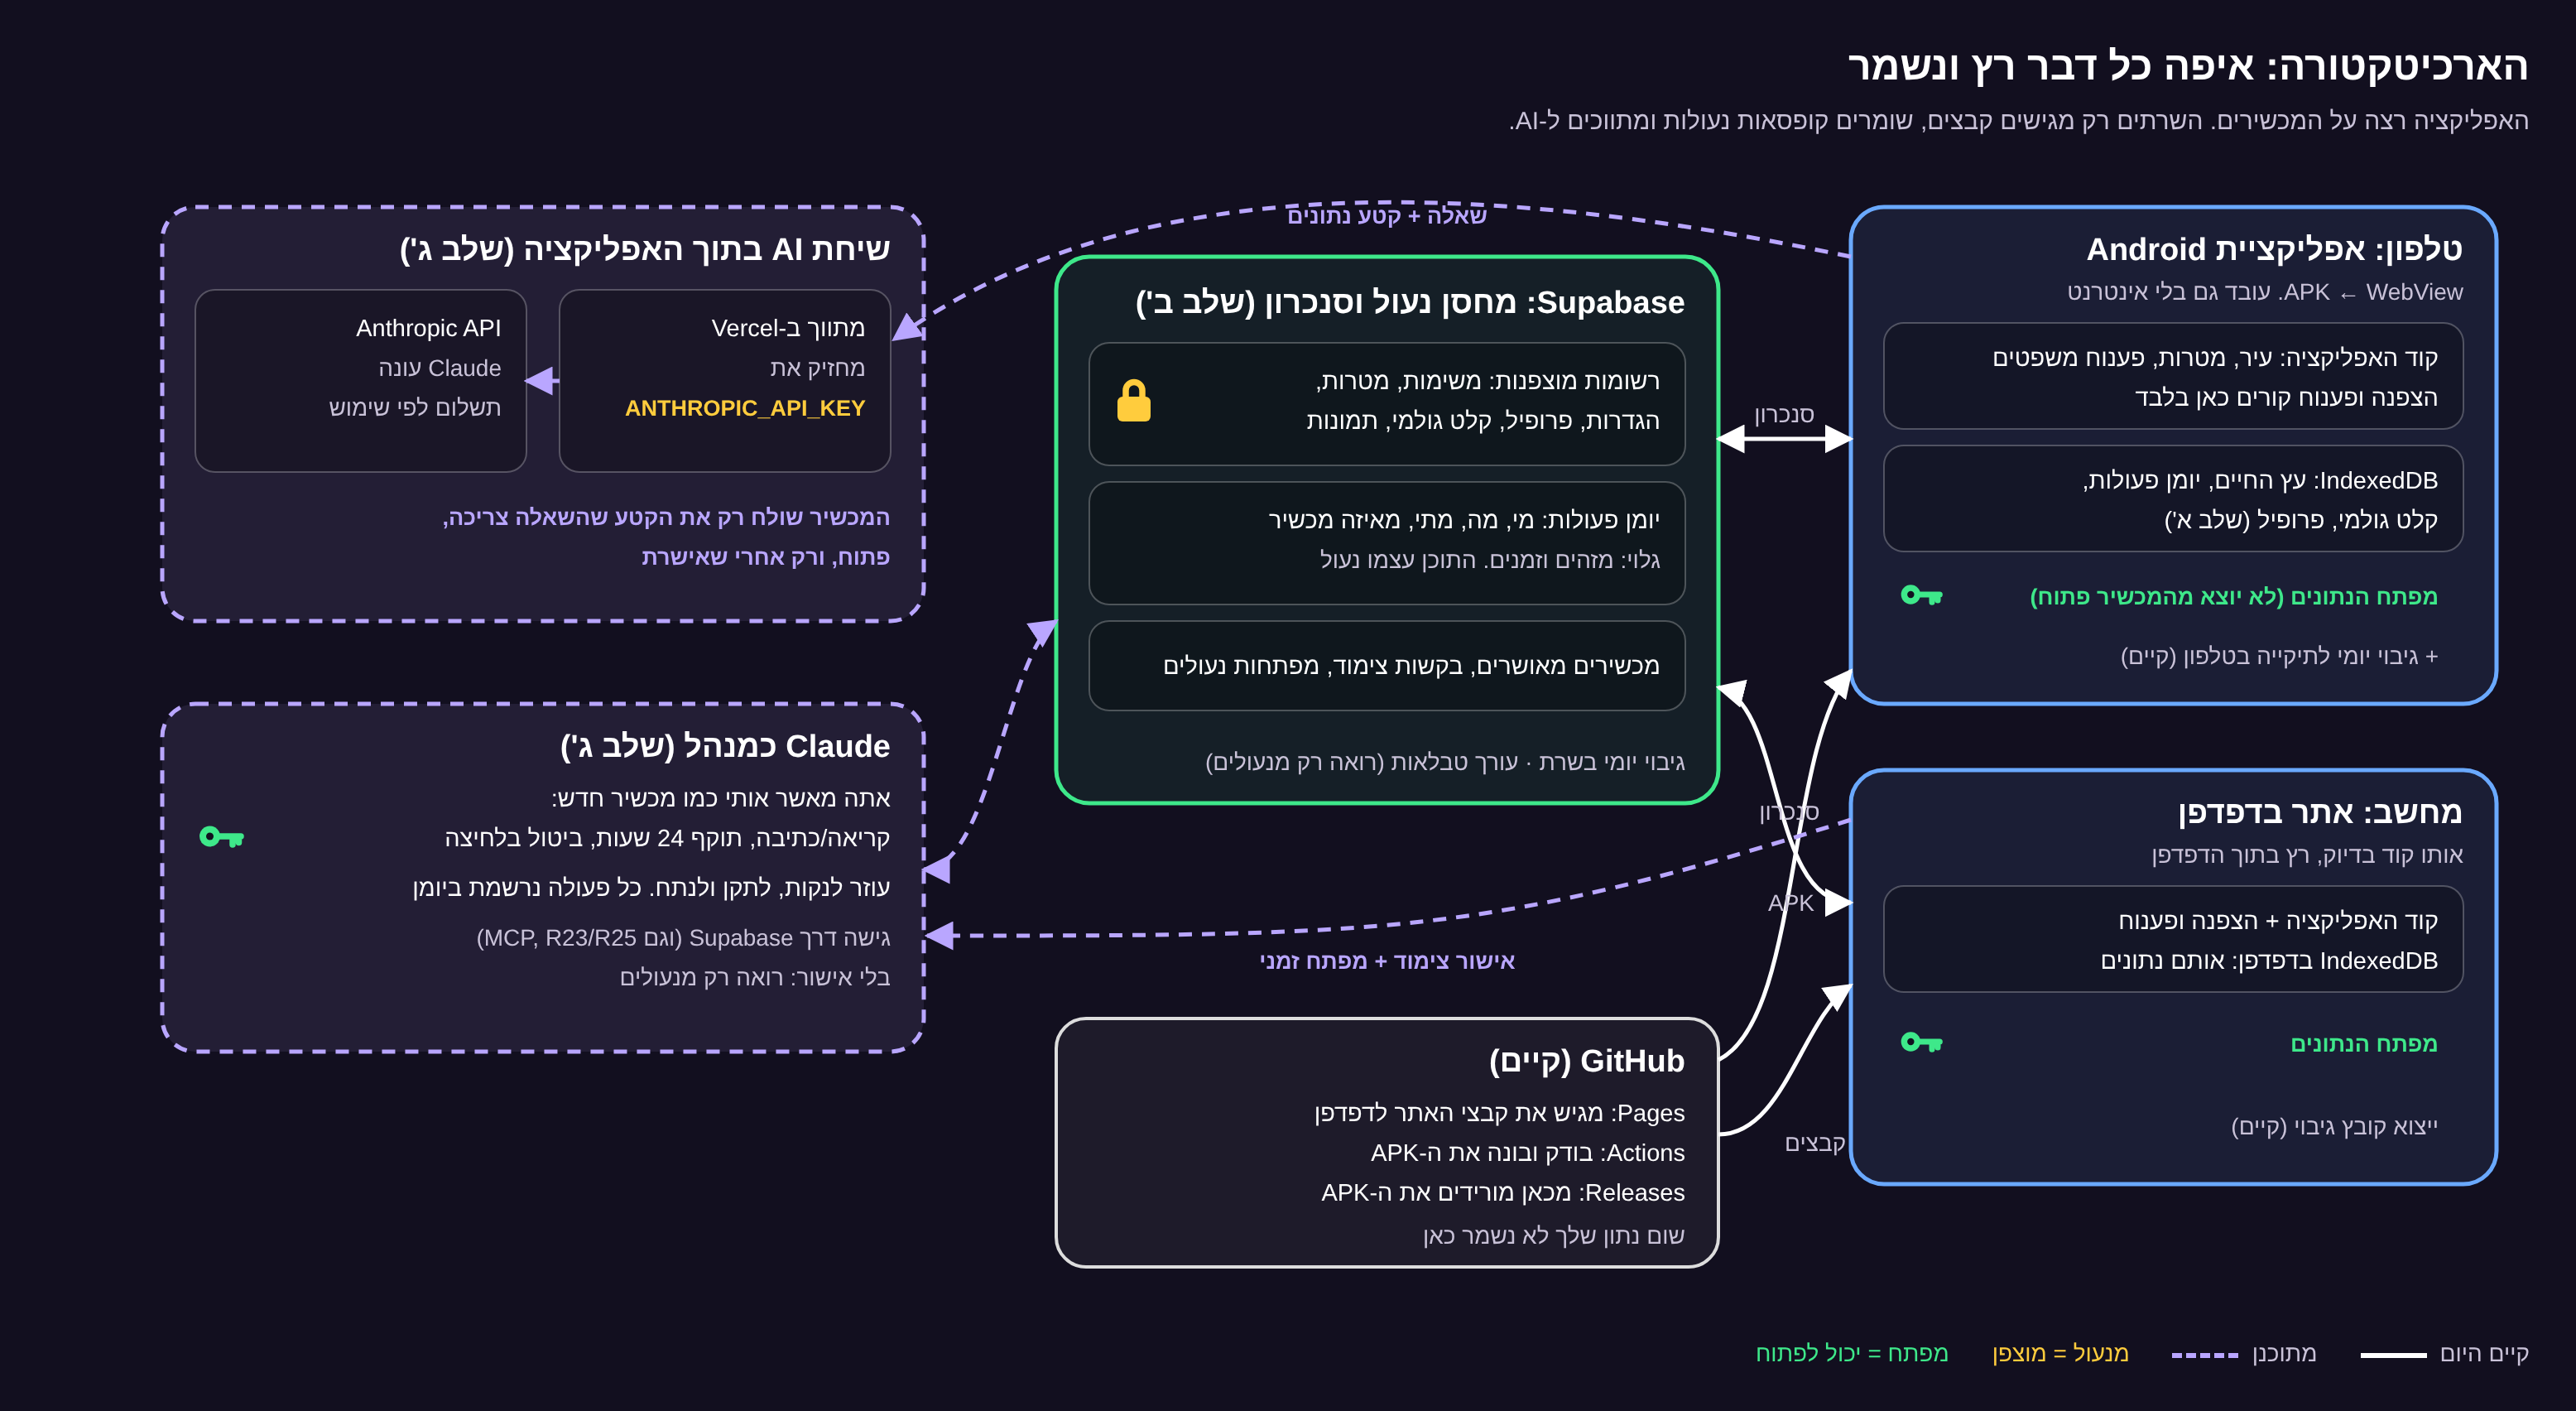 הארכיטקטורה: איפה כל דבר רץ ונשמר
האפליקציה רצה על המכשירים. השרתים רק מגישים קבצים, שומרים קופסאות נעולות ומתווכים ל-AI.
טלפון: אפליקציית Android
APK ← WebView. עובד גם בלי אינטרנט
קוד האפליקציה: עיר, מטרות, פענוח משפטים
הצפנה ופענוח קורים כאן בלבד
IndexedDB: עץ החיים, יומן פעולות,
קלט גולמי, פרופיל (שלב א')
מפתח הנתונים (לא יוצא מהמכשיר פתוח)
+ גיבוי יומי לתיקייה בטלפון (קיים)
שאלה + קטע נתונים
סנכרון
Supabase: מחסן נעול וסנכרון (שלב ב')
רשומות מוצפנות: משימות, מטרות,
הגדרות, פרופיל, קלט גולמי, תמונות
יומן פעולות: מי, מה, מתי, מאיזה מכשיר
גלוי: מזהים וזמנים. התוכן עצמו נעול
מכשירים מאושרים, בקשות צימוד, מפתחות נעולים
גיבוי יומי בשרת · עורך טבלאות (רואה רק מנעולים)
שיחת AI בתוך האפליקציה (שלב ג')
מתווך ב-Vercel
מחזיק את
ANTHROPIC_API_KEY
Anthropic API
Claude עונה
תשלום לפי שימוש
המכשיר שולח רק את הקטע שהשאלה צריכה,
פתוח, ורק אחרי שאישרת
מחשב: אתר בדפדפן
אותו קוד בדיוק, רץ בתוך הדפדפן
קוד האפליקציה + הצפנה ופענוח
IndexedDB בדפדפן: אותם נתונים
מפתח הנתונים
ייצוא קובץ גיבוי (קיים)
סנכרון
APK
קבצים
אישור צימוד + מפתח זמני
Claude כמנהל (שלב ג')
אתה מאשר אותי כמו מכשיר חדש:
קריאה/כתיבה, תוקף 24 שעות, ביטול בלחיצה
עוזר לנקות, לתקן ולנתח. כל פעולה נרשמת ביומן
גישה דרך Supabase (וגם MCP, R23/R25)
בלי אישור: רואה רק מנעולים
GitHub (קיים)
Pages: מגיש את קבצי האתר לדפדפן
Actions: בודק ובונה את ה-APK
Releases: מכאן מורידים את ה-APK
שום נתון שלך לא נשמר כאן
קיים היום
מתוכנן
מנעול = מוצפן
מפתח = יכול לפתוח